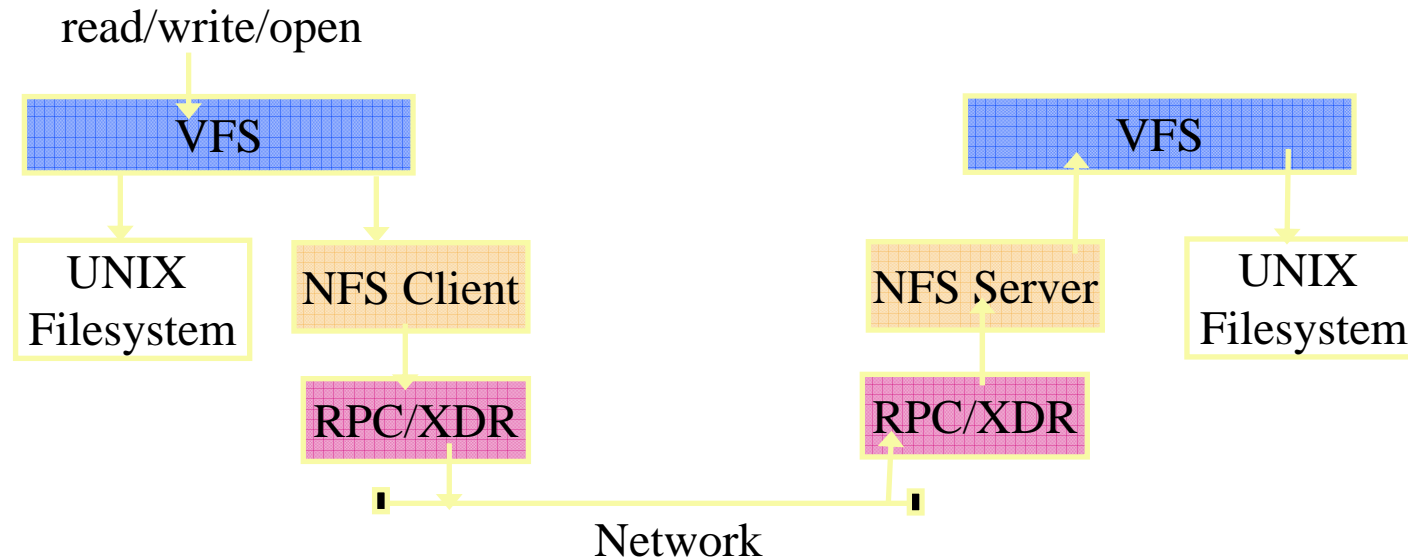 read/write/open
VFS
VFS
UNIX
Filesystem
NFS Client
NFS Server
UNIX
Filesystem
RPC/XDR
RPC/XDR
Network